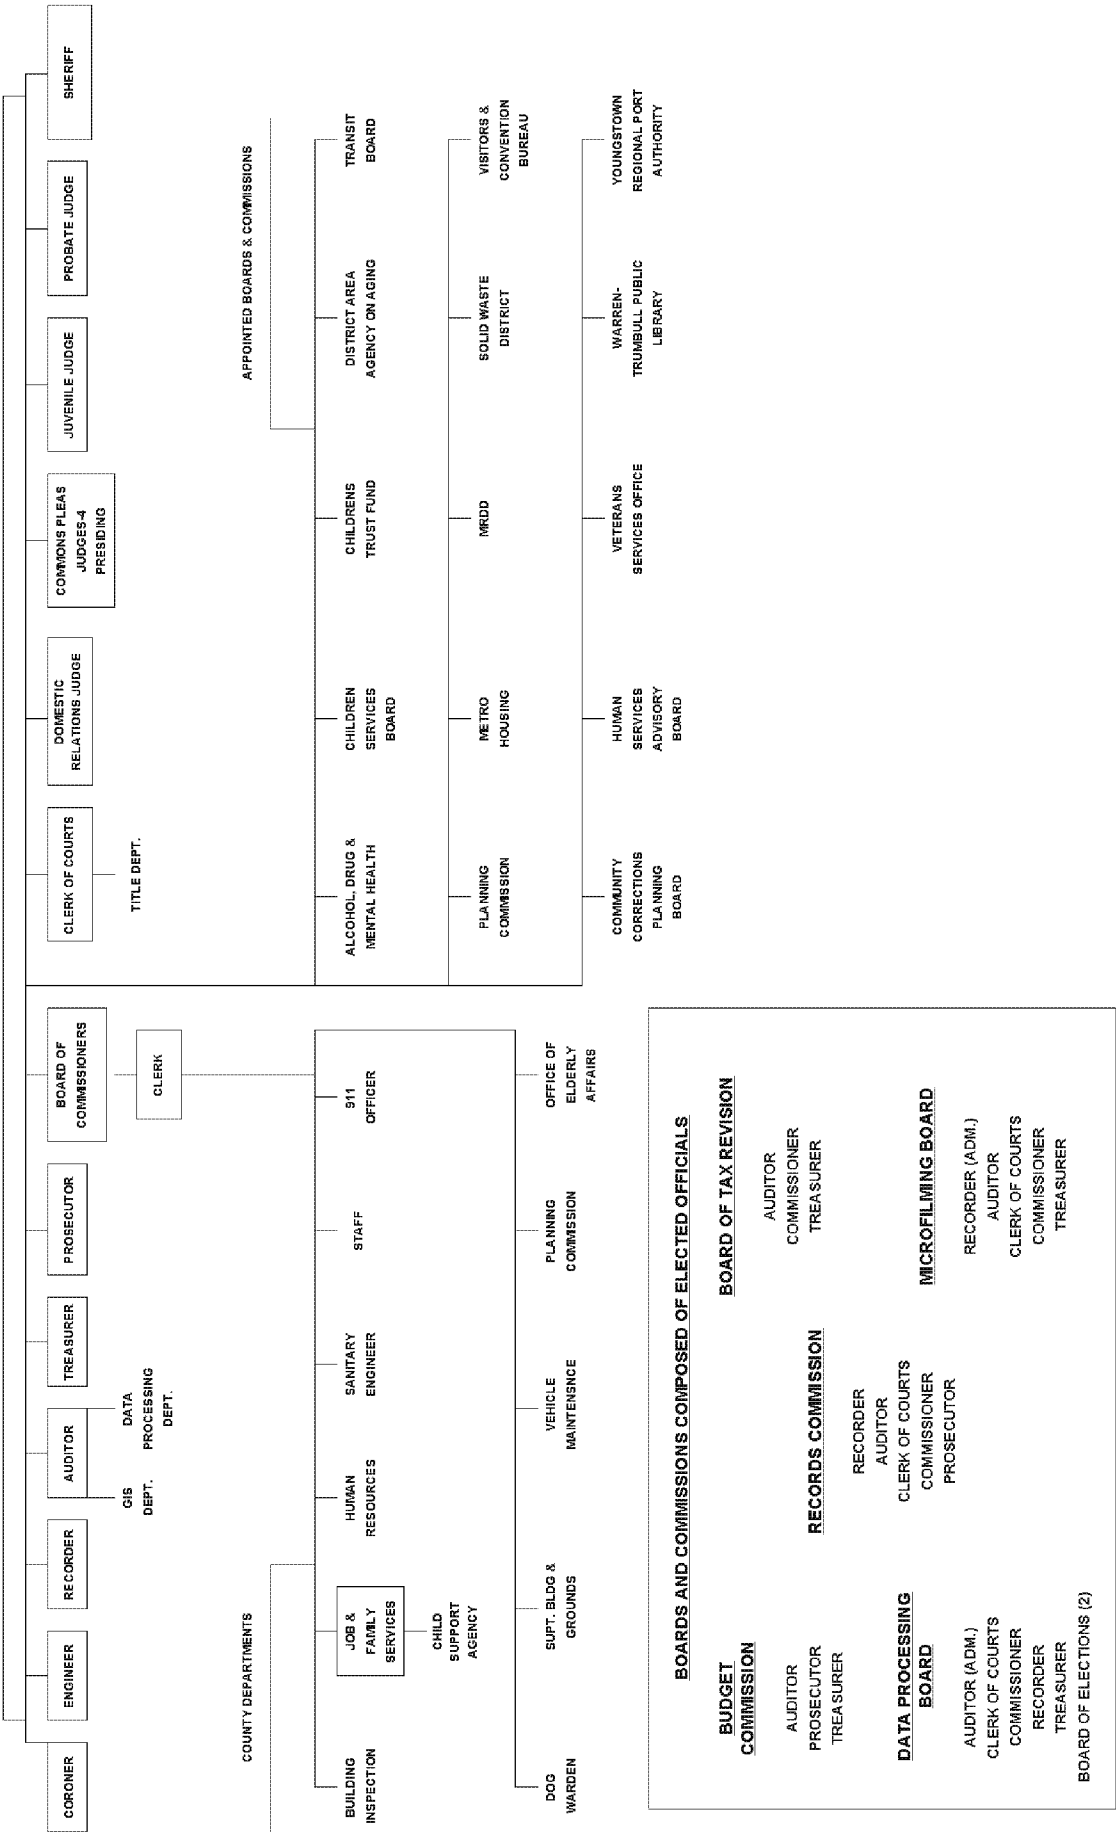 CORONER
ENGINEER
RECORDER
AUDITOR
TREASURER
PROSECUTOR
BOARD OF
COMMISSIONERS
CLERK OF COURTS
DOMESTIC
RELATIONS JUDGE
COMMONS PLEAS
JUDGES-4
PRESIDING
JUVENILE JUDGE
PROBATE JUDGE
SHERIFF
GIS
DEPT.
DATA
PROCESSING
DEPT.
CLERK
TITLE DEPT.
COUNTY DEPARTMENTS
APPOINTED BOARDS & COMMISSIONS
BUILDING
INSPECTION
JOB &
FAMILY
SERVICES
HUMAN
RESOURCES
SANITARY
ENGINEER
STAFF
911
OFFICER
CHILD
SUPPORT
AGENCY
ALCOHOL, DRUG &
MENTAL HEALTH
CHILDREN
SERVICES
BOARD
CHILDRENS
TRUST FUND
DISTRICT AREA
AGENCY ON AGING
TRANSIT
BOARD
PLANNING
COMMISSION
METRO
HOUSING
MRDD
SOLID WASTE
DISTRICT
VISITORS &
CONVENTION
BUREAU
DOG
WARDEN
SUPT. BLDG &
GROUNDS
VEHICLE
MAINTENSNCE
PLANNING
COMMISSION
OFFICE OF
ELDERLY
AFFAIRS
COMMUNITY
CORRECTIONS
PLANNING
BOARD
HUMAN
SERVICES
ADVISORY
BOARD
VETERANS
SERVICES OFFICE
WARREN-
TRUMBULL PUBLIC
LIBRARY
YOUNGSTOWN
REGIONAL PORT
AUTHORITY
BOARDS AND COMMISSIONS COMPOSED OF ELECTED OFFICIALS
BUDGET
COMMISSION
AUDITOR
PROSECUTOR
TREASURER
BOARD OF TAX REVISION
AUDITOR
COMMISSIONER
TREASURER
RECORDS COMMISSION
RECORDER
AUDITOR
CLERK OF COURTS
COMMISSIONER
PROSECUTOR
DATA PROCESSING
BOARD
AUDITOR (ADM.)
CLERK OF COURTS
COMMISSIONER
RECORDER
TREASURER
BOARD OF ELECTIONS (2)
MICROFILMING BOARD
RECORDER (ADM.)
AUDITOR
CLERK OF COURTS
COMMISSIONER
TREASURER